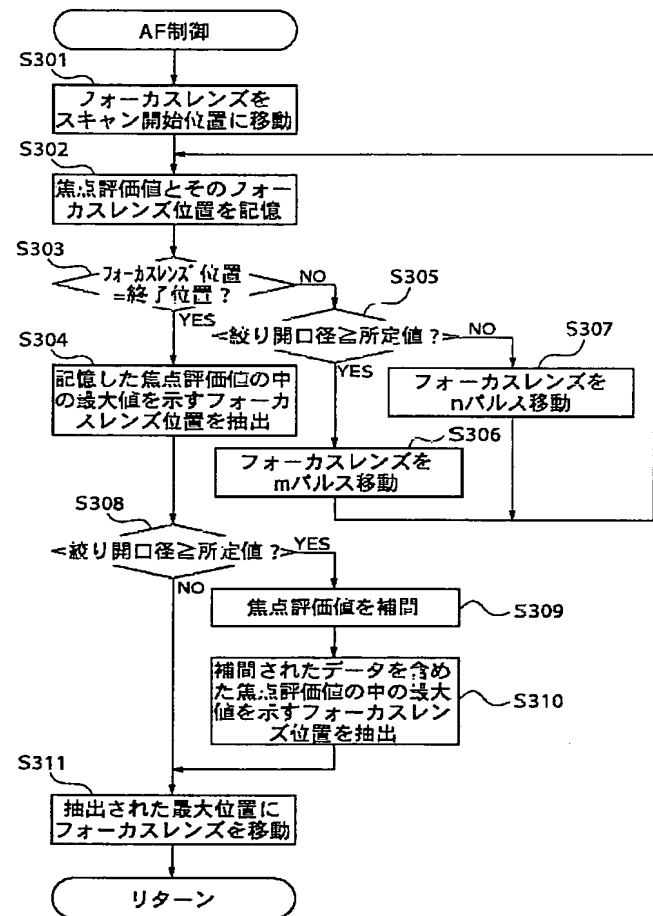 AF制御
S301
フォーカスレンズを
スキャン開始位置に移動
S302
焦点評価値とそのフォー
カスレンズ位置を記憶
S303
フォーカスレンズ位置
=終了位置?
NO
YES
S305
絞り開口径≧所定値?
NO
YES
S307
フォーカスレンズを
nパルス移動
S304
記憶した焦点評価値の中
の最大値を示すフォーカ
スレンズ位置を抽出
S306
フォーカスレンズを
mパルス移動
S308
絞り開口径≧所定値?
YES
NO
焦点評価値を補間
S309
補間されたデータを含め
た焦点評価値の中の最大
値を示すフォーカスレン
ズ位置を抽出
S310
S311
抽出された最大位置に
フォーカスレンズを移動
リターン